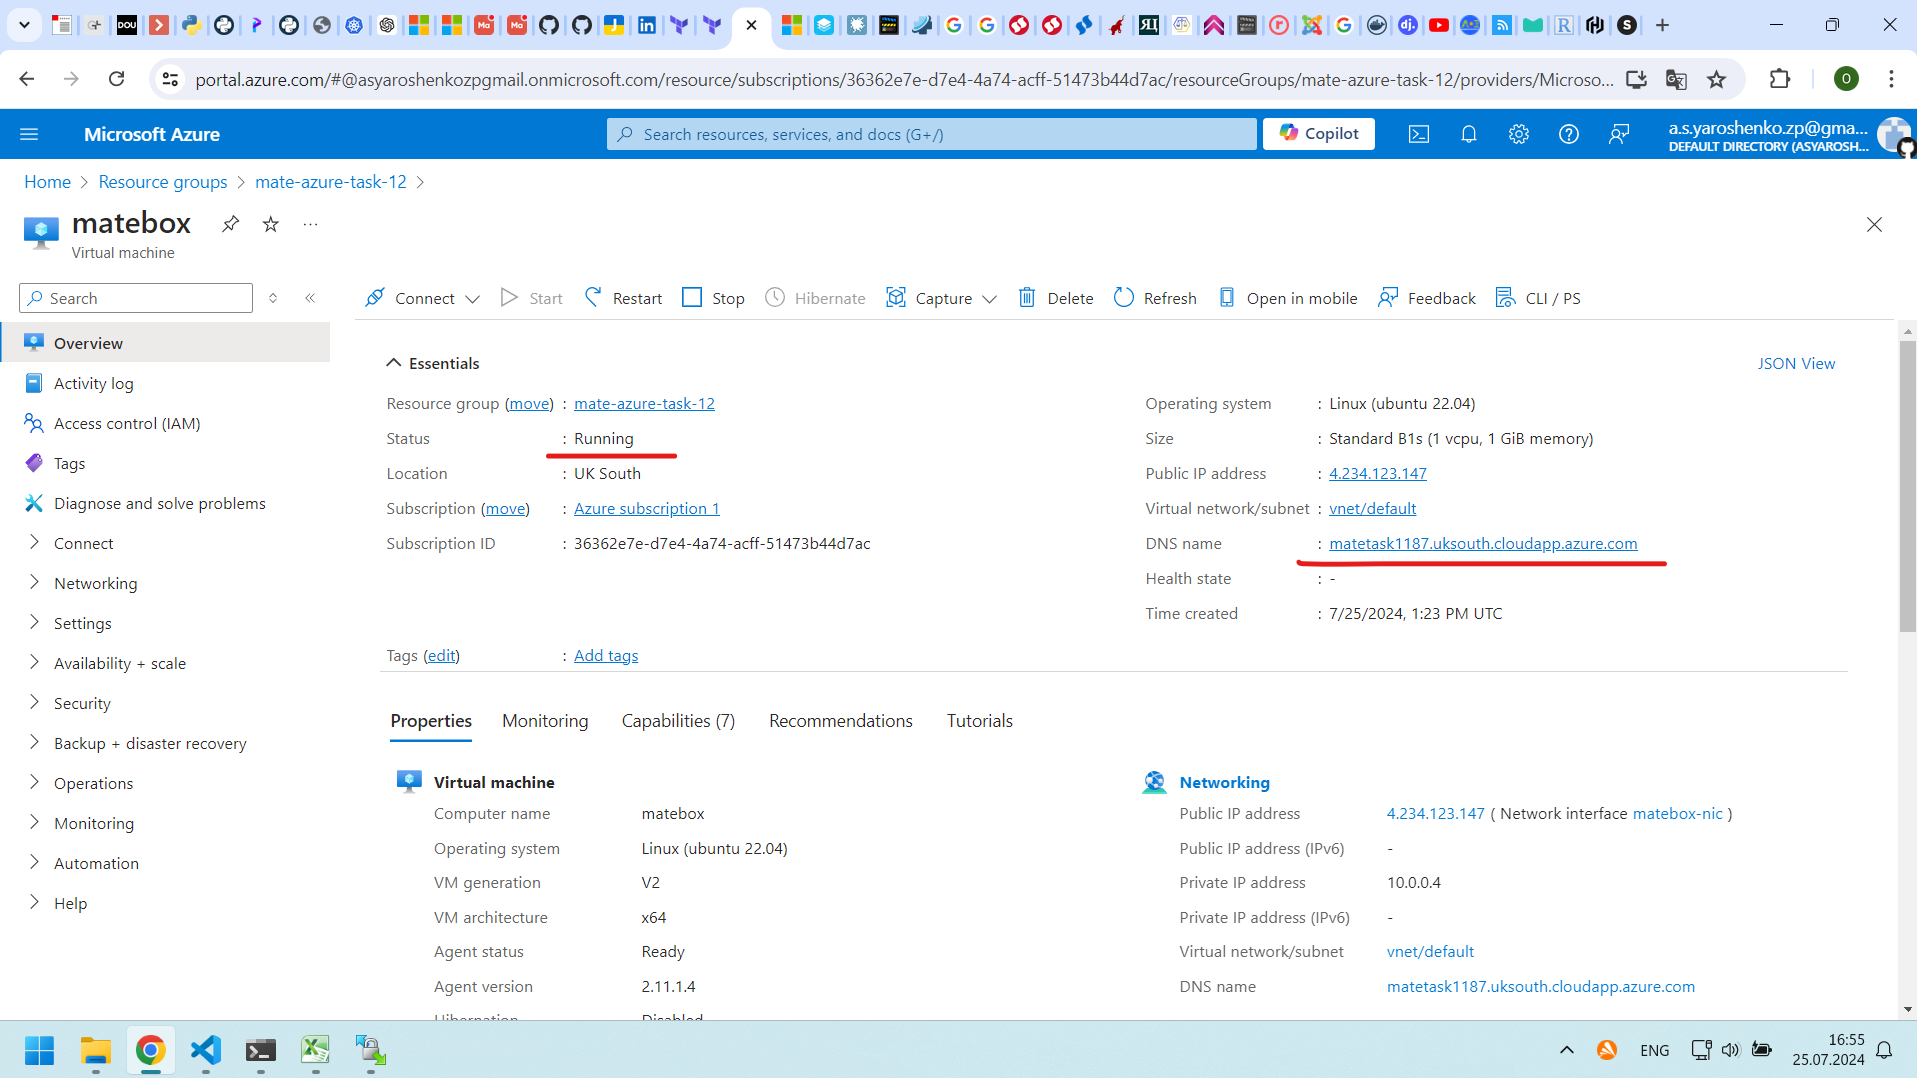 portal.azure.com/#@asyaroshenkozpgmail.onmicrosoft.com/resource/subscriptions/36362e7e-d7e4-4a74-acff-51473b44d7ac/resourceGroups/mate-azure-task-12/providers/Microso...
Microsoft Azure
Search resources, services, and docs (G+/)
Copilot
a.s.yaroshenko.zp@gma...
DEFAULT DIRECTORY (ASYAROSH...
Home > Resource groups > mate-azure-task-12 >
matebox
Virtual machine
Search
Connect Start Restart Stop Hibernate Capture Delete Refresh Open in mobile Feedback CLI / PS
Overview
Activity log
Access control (IAM)
Tags
Diagnose and solve problems
Connect
Networking
Settings
Availability + scale
Security
Backup + disaster recovery
Operations
Monitoring
Automation
Help
Essentials
JSON View
Resource group (move) : mate-azure-task-12
Status : Running
Location : UK South
Subscription (move) : Azure subscription 1
Subscription ID : 36362e7e-d7e4-4a74-acff-51473b44d7ac
Operating system : Linux (ubuntu 22.04)
Size : Standard B1s (1 vcpu, 1 GiB memory)
Public IP address : 4.234.123.147
Virtual network/subnet : vnet/default
DNS name : matetask1187.uksouth.cloudapp.azure.com
Health state : -
Time created : 7/25/2024, 1:23 PM UTC
Tags (edit) : Add tags
Properties Monitoring Capabilities (7) Recommendations Tutorials
Virtual machine
Computer name matebox
Operating system Linux (ubuntu 22.04)
VM generation V2
VM architecture x64
Agent status Ready
Agent version 2.11.1.4
Hibernation Disabled
Networking
Public IP address 4.234.123.147 ( Network interface matebox-nic )
Public IP address (IPv6) -
Private IP address 10.0.0.4
Private IP address (IPv6) -
Virtual network/subnet vnet/default
DNS name matetask1187.uksouth.cloudapp.azure.com
ENG
16:55
25.07.2024